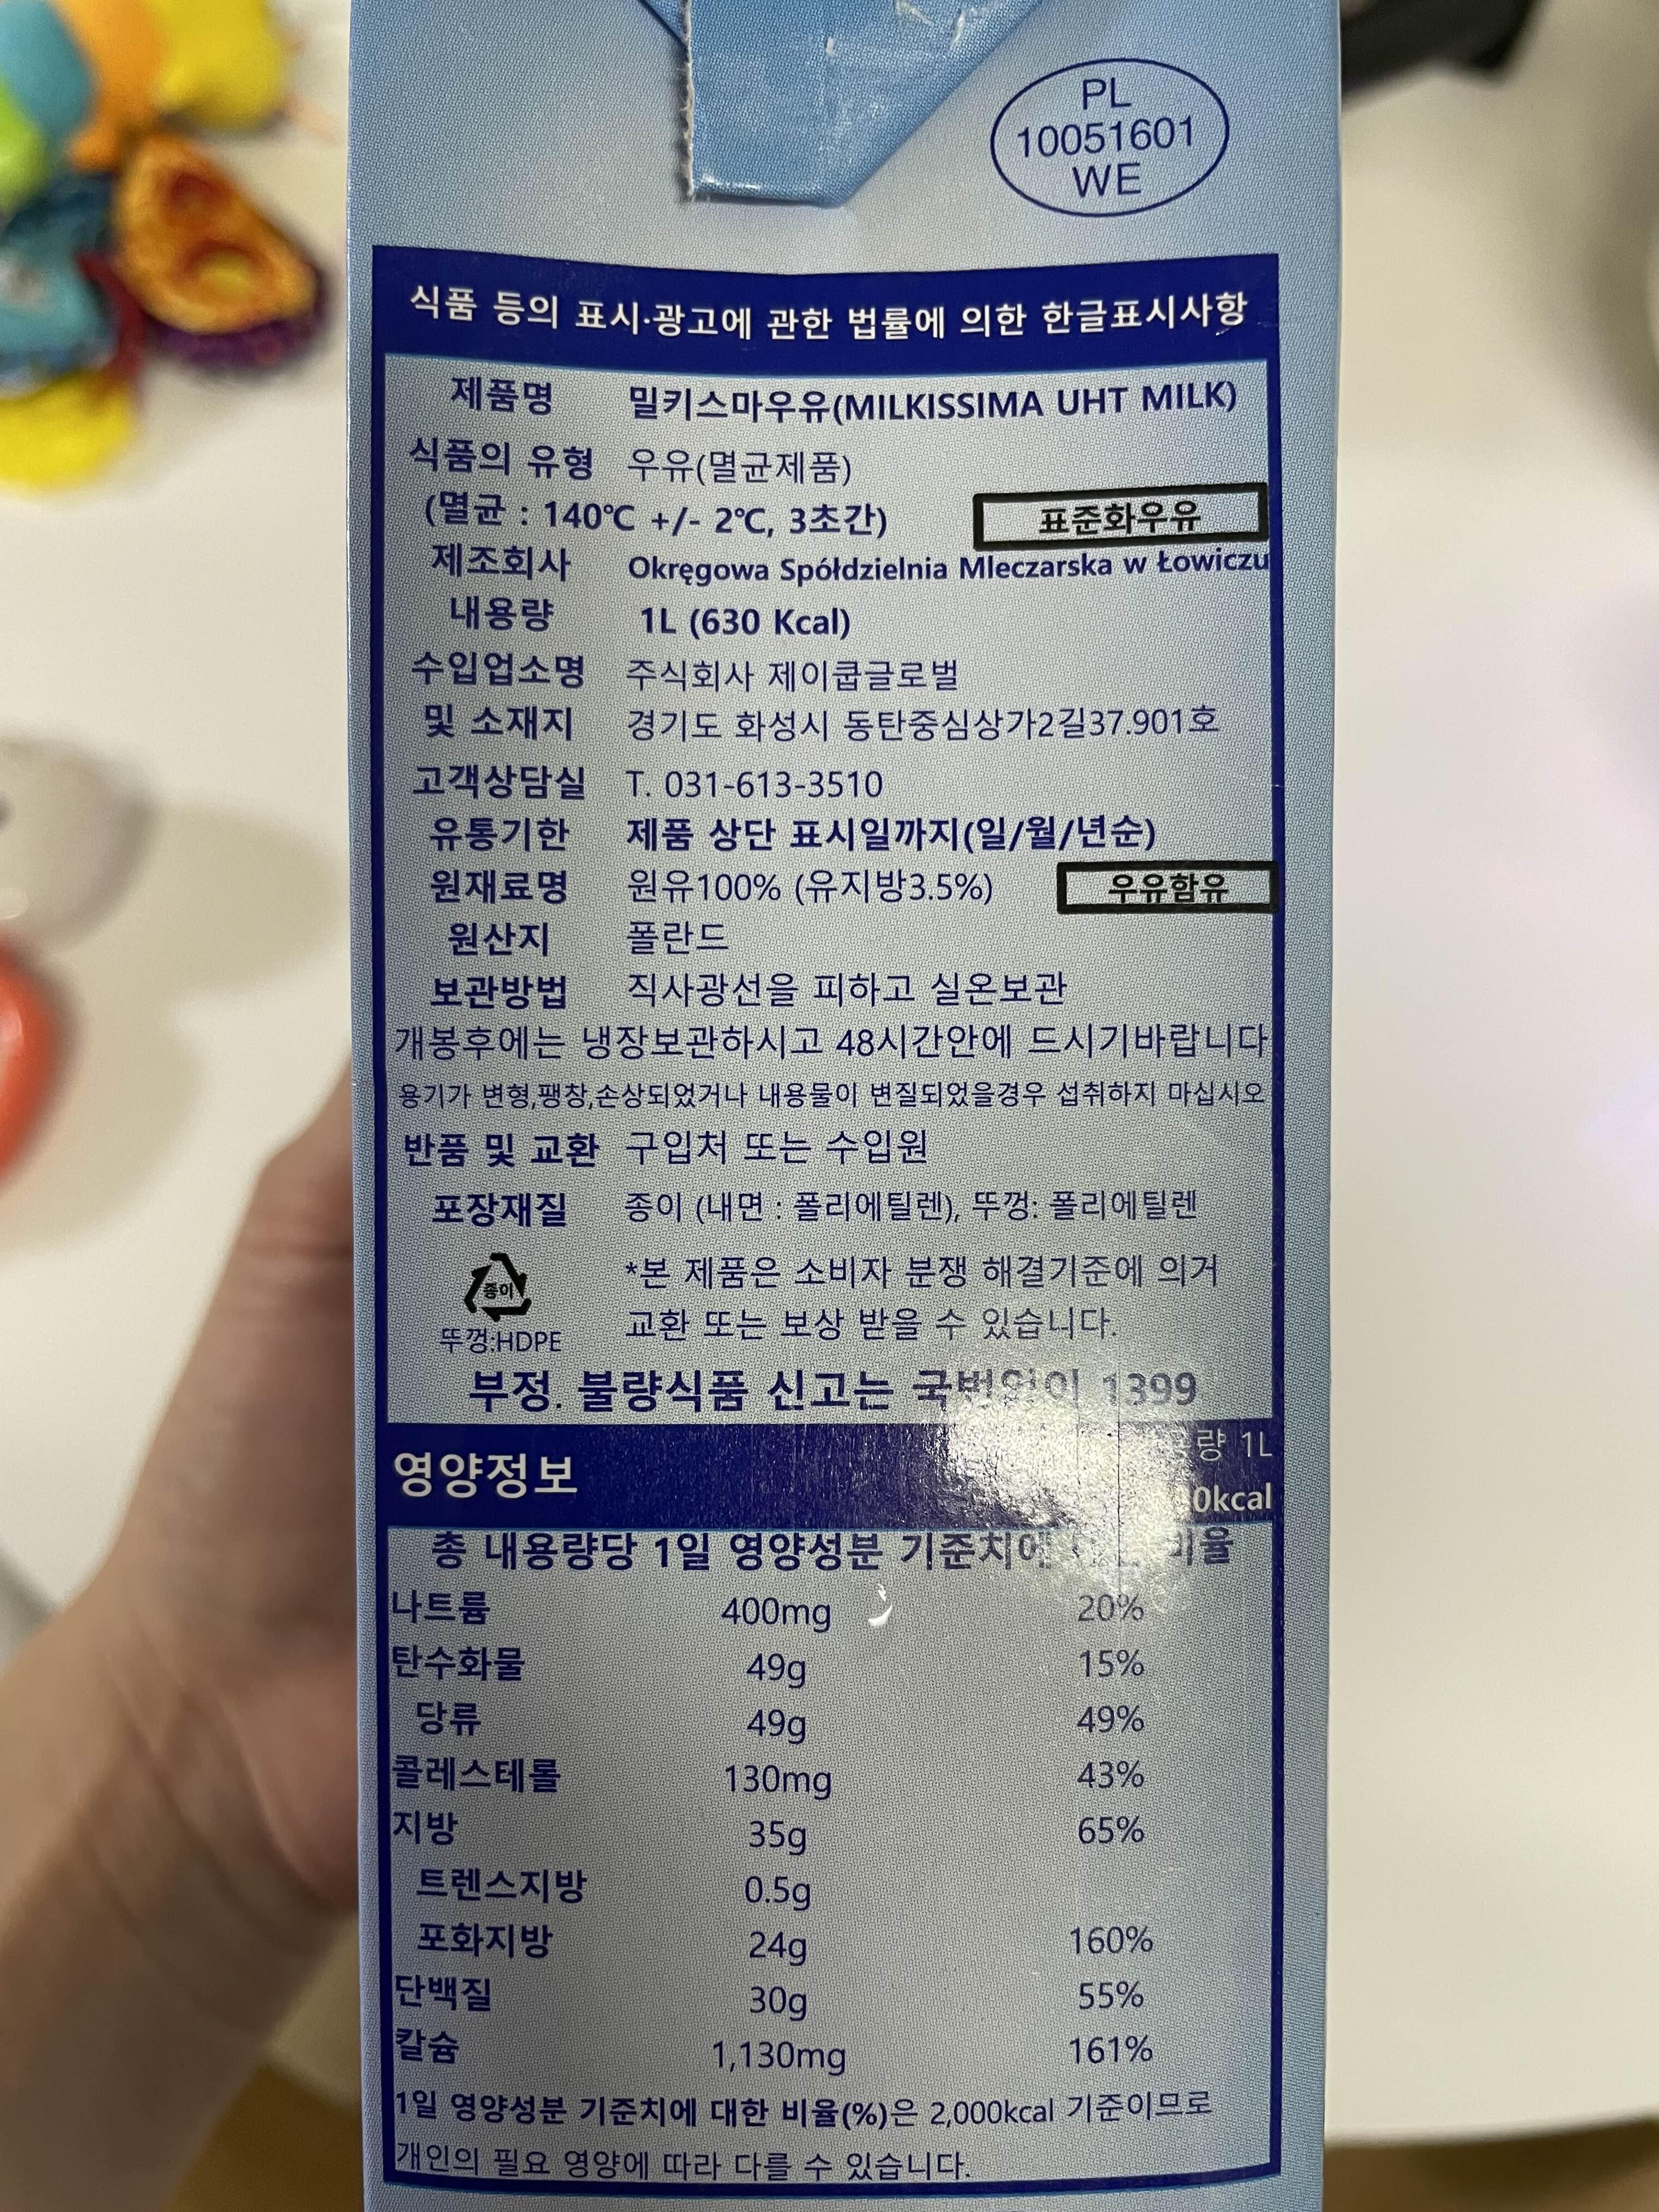 PL
10051601
WE
식품 등의 표시·광고에 관한 법률에 의한 한글표시사항
제품명 밀키스마우유(MILKISSIMA UHT MILK)
식품의 유형 우유(멸균제품)
(멸균 : 140℃ +/- 2℃, 3초간) 표준화우유
제조회사 Okręgowa Spółdzielnia Mleczarska w Łowiczu
내용량 1L (630 Kcal)
수입업소명 주식회사 제이쿱글로벌
및 소재지 경기도 화성시 동탄중심상가2길37.901호
고객상담실 T. 031-613-3510
유통기한 제품 상단 표시일까지(일/월/년순)
원재료명 원유100% (유지방3.5%) 우유함유
원산지 폴란드
보관방법 직사광선을 피하고 실온보관
개봉후에는 냉장보관하시고 48시간안에 드시기바랍니다
용기가 변형,팽창,손상되었거나 내용물이 변질되었을경우 섭취하지 마십시오
반품 및 교환 구입처 또는 수입원
포장재질 종이 (내면 : 폴리에틸렌), 뚜껑: 폴리에틸렌
종이 *본 제품은 소비자 분쟁 해결기준에 의거
뚜껑:HDPE 교환 또는 보상 받을 수 있습니다.
부정. 불량식품 신고는 국번없이 1399
영양정보 1L
총 내용량당 1일 영양성분 기준치에 비율
나트륨 400mg 20%
탄수화물 49g 15%
당류 49g 49%
콜레스테롤 130mg 43%
지방 35g 65%
트렌스지방 0.5g
포화지방 24g 160%
단백질 30g 55%
칼슘 1,130mg 161%
1일 영양성분 기준치에 대한 비율(%)은 2,000kcal 기준이므로
개인의 필요 영양에 따라 다를 수 있습니다.